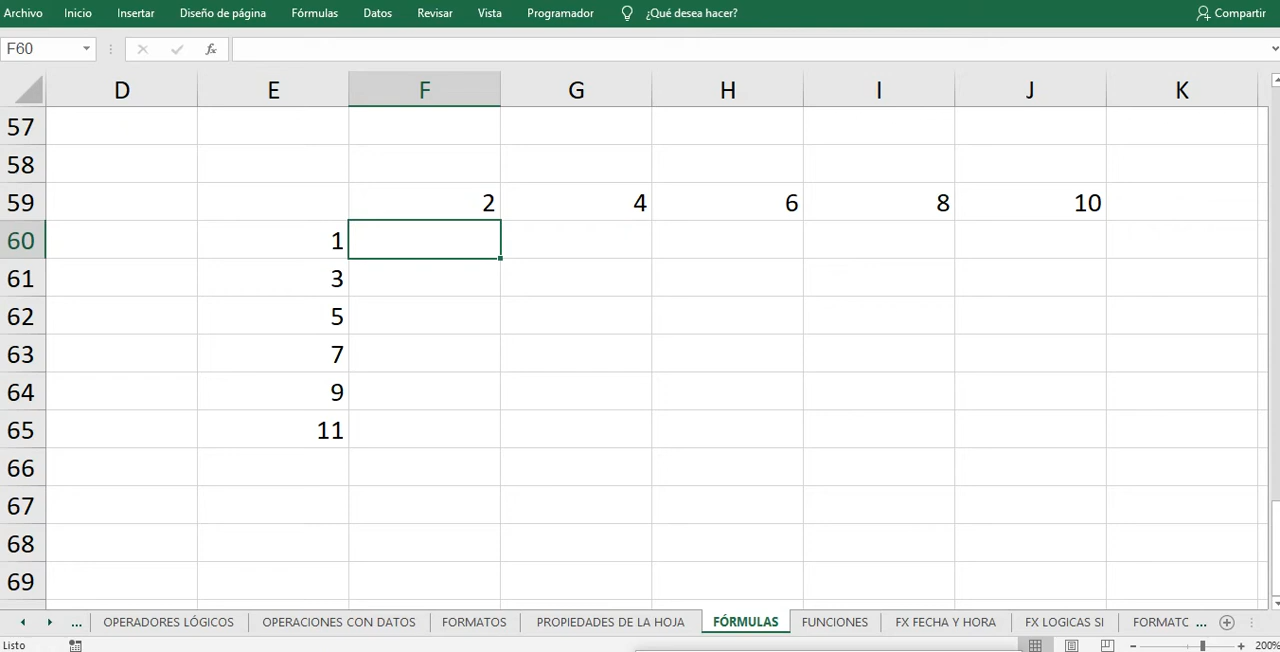 Archivo Inicio Insertar Diseño de página Fórmulas Datos Revisar Vista Programador ¿Qué desea hacer? Compartir
F60 fx
D E F G H I J K
57
58
59 2 4 6 8 10
60 1
61 3
62 5
63 7
64 9
65 11
66
67
68
69
... OPERADORES LÓGICOS OPERACIONES CON DATOS FORMATOS PROPIEDADES DE LA HOJA FÓRMULAS FUNCIONES FX FECHA Y HORA FX LOGICAS SI FORMATC ...
Listo 200%